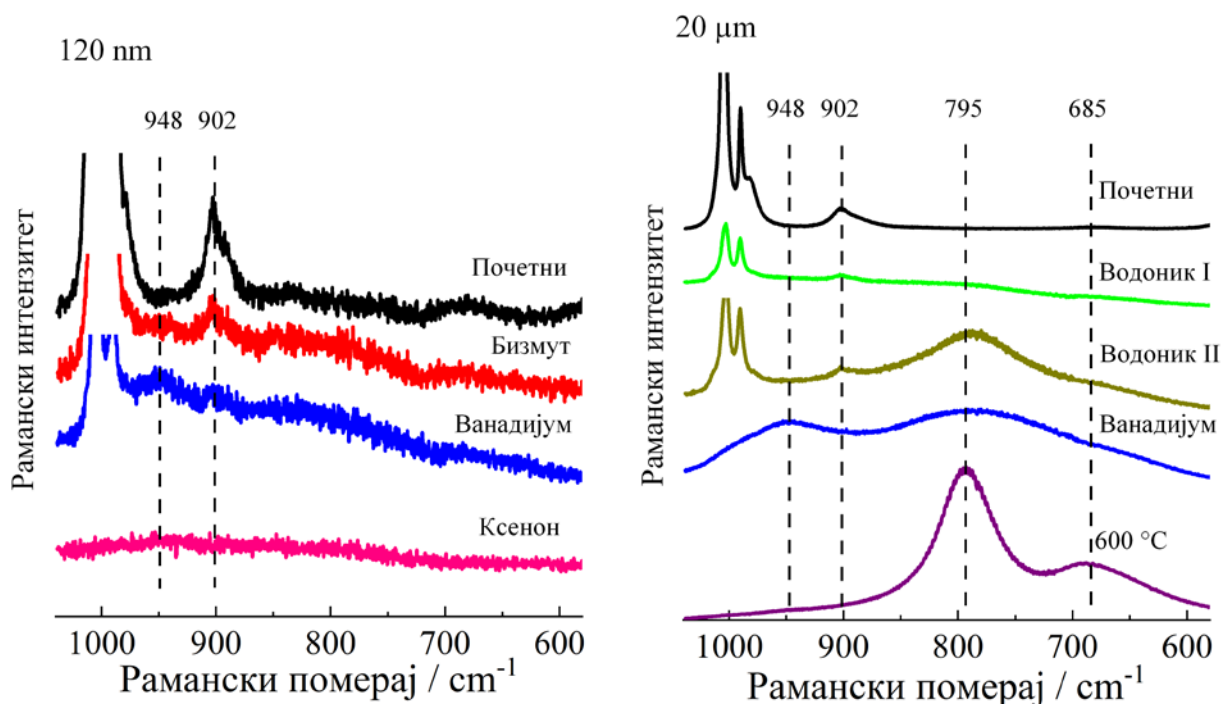 120 nm
948 902
Почетни
Бизмут
Ванадијум
Ксенон
Рамански интензитет
1000 900 800 700 600
Рамански померај / cm-1
20 µm
948 902 795 685
Почетни
Водоник I
Водоник II
Ванадијум
600 °C
Рамански интензитет
1000 900 800 700 600
Рамански померај / cm-1